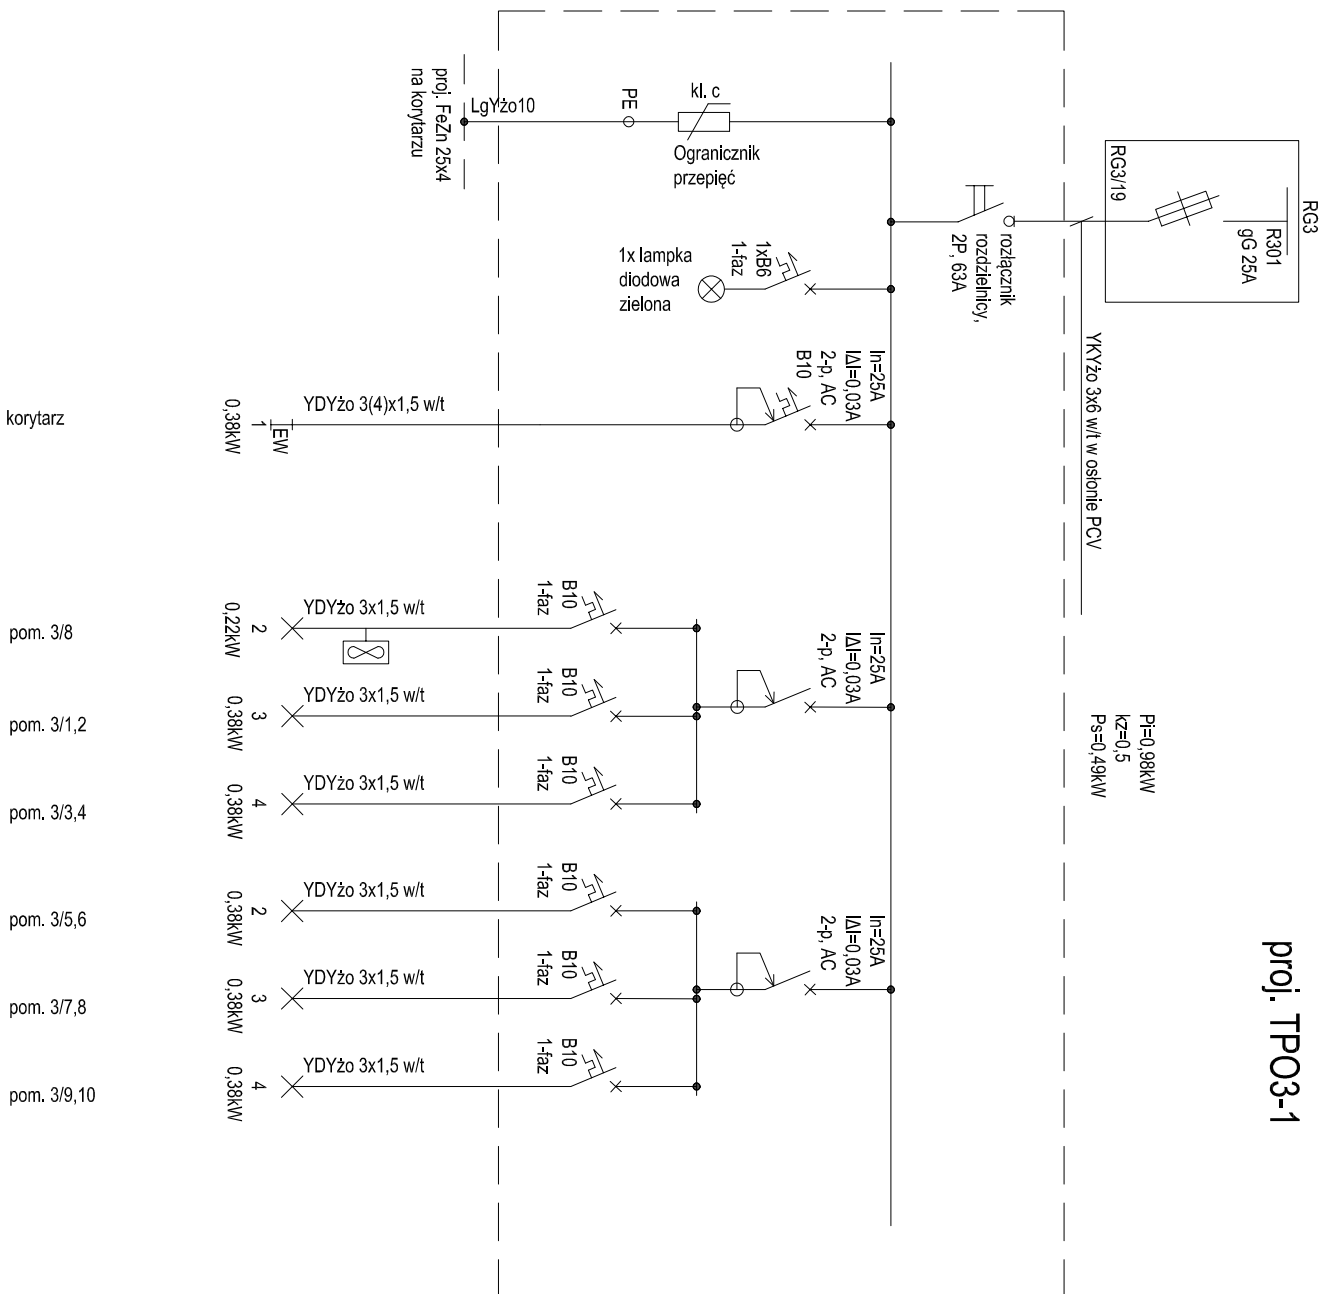 RG3
RG3/19
R301
gG 25A
proj. FeZn 25x4
na korytarzu
LgYżo10
PE
kl. c
Ogranicznik
przepięć
rozłącznik
rozdzielnicy,
2P, 63A
YKYżo 3x6 w/t w osłonie PCV
1x lampka
diodowa
zielona
1xB6
1-faz
In=25A
I∆I=0,03A
2-p, AC
B10
korytarz
0,38kW
1
EW
YDYżo 3(4)x1,5 w/t
pom. 3/8
0,22kW
2
YDYżo 3x1,5 w/t
B10
1-faz
In=25A
I∆I=0,03A
2-p, AC
pom. 3/1,2
0,38kW
3
YDYżo 3x1,5 w/t
B10
1-faz
pom. 3/3,4
0,38kW
4
YDYżo 3x1,5 w/t
B10
1-faz
Pi=0,98kW
kz=0,5
Ps=0,49kW
pom. 3/5,6
0,38kW
2
YDYżo 3x1,5 w/t
B10
1-faz
In=25A
I∆I=0,03A
2-p, AC
pom. 3/7,8
0,38kW
3
YDYżo 3x1,5 w/t
B10
1-faz
pom. 3/9,10
0,38kW
4
YDYżo 3x1,5 w/t
B10
1-faz
proj. TPO3-1